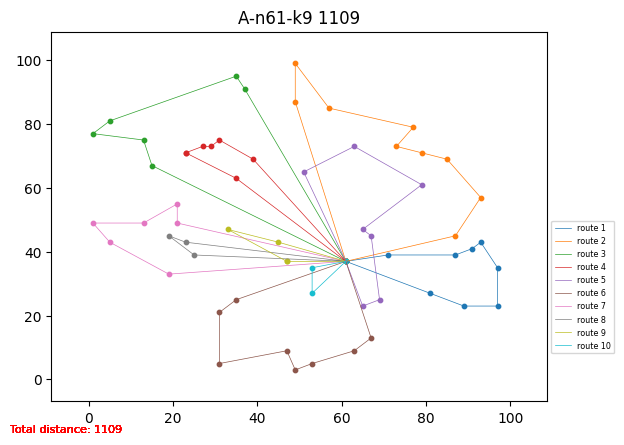 A-n61-k9 1109
100
80
60
40
20
0
0 20 40 60 80 100
route 1
route 2
route 3
route 4
route 5
route 6
route 7
route 8
route 9
route 10
Total distance: 1109